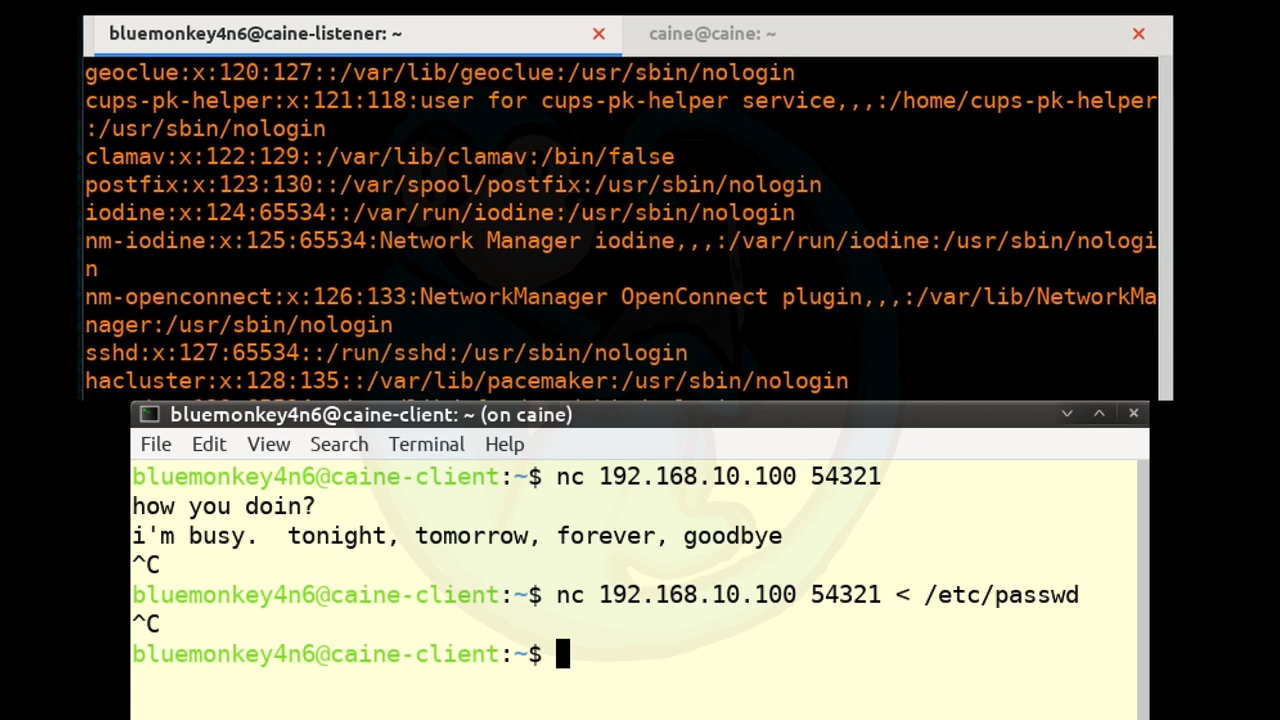 bluemonkey4n6@caine-listener: ~
caine@caine: ~
geoclue:x:120:127::/var/lib/geoclue:/usr/sbin/nologin
cups-pk-helper:x:121:118:user for cups-pk-helper service,,,:/home/cups-pk-helper
:/usr/sbin/nologin
clamav:x:122:129::/var/lib/clamav:/bin/false
postfix:x:123:130::/var/spool/postfix:/usr/sbin/nologin
iodine:x:124:65534::/var/run/iodine:/usr/sbin/nologin
nm-iodine:x:125:65534:Network Manager iodine,,,:/var/run/iodine:/usr/sbin/nologi
n
nm-openconnect:x:126:133:NetworkManager OpenConnect plugin,,,:/var/lib/NetworkMa
nager:/usr/sbin/nologin
sshd:x:127:65534::/run/sshd:/usr/sbin/nologin
hacluster:x:128:135::/var/lib/pacemaker:/usr/sbin/nologin
bluemonkey4n6@caine-client: ~ (on caine)
File Edit View Search Terminal Help
bluemonkey4n6@caine-client:~$ nc 192.168.10.100 54321
how you doin?
i'm busy.  tonight, tomorrow, forever, goodbye
^C
bluemonkey4n6@caine-client:~$ nc 192.168.10.100 54321 < /etc/passwd
^C
bluemonkey4n6@caine-client:~$